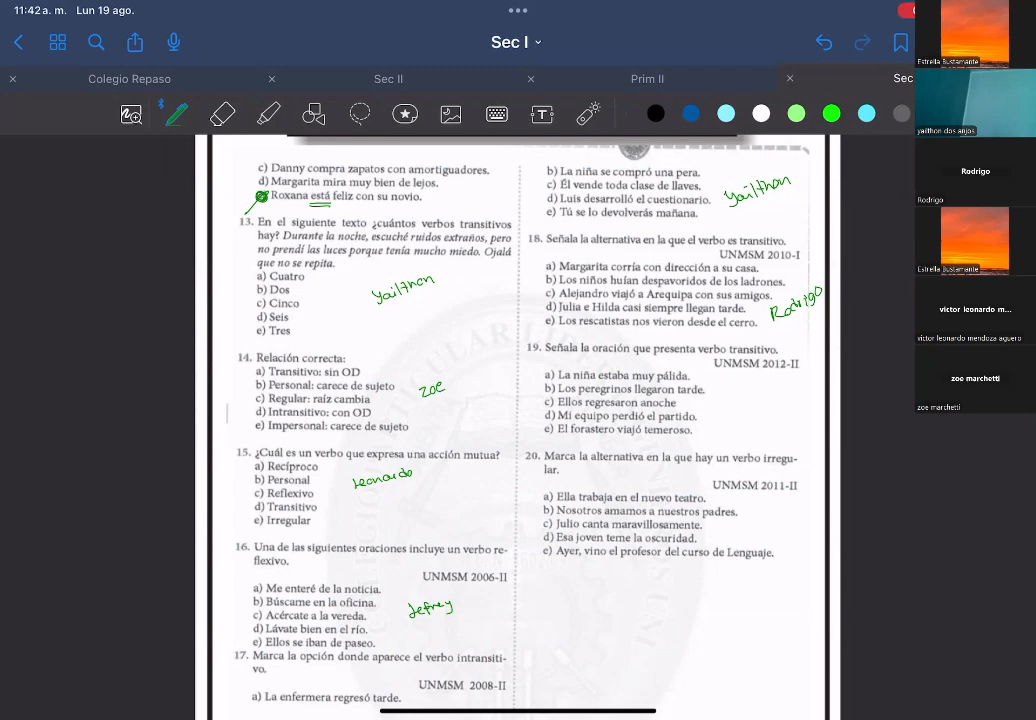 11:42 a. m.  Lun 19 ago.
Sec I
Colegio Repaso
Sec II
Prim II
Sec
c) Danny compra zapatos con amortiguadores.
d) Margarita mira muy bien de lejos.
Roxana está feliz con su novio.
13. En el siguiente texto ¿cuántos verbos transitivos
hay? Durante la noche, escuché ruidos extraños, pero
no prendí las luces porque tenía mucho miedo. Ojalá
que no se repita.
a) Cuatro
b) Dos
c) Cinco
d) Seis
e) Tres
Yailthon
14. Relación correcta:
a) Transitivo: sin OD
b) Personal: carece de sujeto
c) Regular: raíz cambia
d) Intransitivo: con OD
e) Impersonal: carece de sujeto
zoe
15. ¿Cuál es un verbo que expresa una acción mutua?
a) Recíproco
b) Personal
c) Reflexivo
d) Transitivo
e) Irregular
Leonardo
16. Una de las siguientes oraciones incluye un verbo re-
flexivo.
UNMSM 2006-II
a) Me enteré de la noticia.
b) Búscame en la oficina.
c) Acércate a la vereda.
d) Lávate bien en el río.
e) Ellos se iban de paseo.
Jefrey
17. Marca la opción donde aparece el verbo intransiti-
vo.
UNMSM 2008-II
a) La enfermera regresó tarde.
b) La niña se compró una pera.
c) Él vende toda clase de llaves.
d) Luis desarrolló el cuestionario.
e) Tú se lo devolverás mañana.
Yailthon
18. Señala la alternativa en la que el verbo es transitivo.
UNMSM 2010-I
a) Margarita corría con dirección a su casa.
b) Los niños huían despavoridos de los ladrones.
c) Alejandro viajó a Arequipa con sus amigos.
d) Julia e Hilda casi siempre llegan tarde.
e) Los rescatistas nos vieron desde el cerro.
Rodrigo
19. Señala la oración que presenta verbo transitivo.
UNMSM 2012-II
a) La niña estaba muy pálida.
b) Los peregrinos llegaron tarde.
c) Ellos regresaron anoche
d) Mi equipo perdió el partido.
e) El forastero viajó temeroso.
20. Marca la alternativa en la que hay un verbo irregu-
lar.
UNMSM 2011-II
a) Ella trabaja en el nuevo teatro.
b) Nosotros amamos a nuestros padres.
c) Julio canta maravillosamente.
d) Esa joven teme la oscuridad.
e) Ayer, vino el profesor del curso de Lenguaje.
Estrella Bustamante
yailthon dos anjos
Rodrigo
Rodrigo
Estrella Bustamante
victor leonardo m...
victor leonardo mendoza aguero
zoe marchetti
zoe marchetti